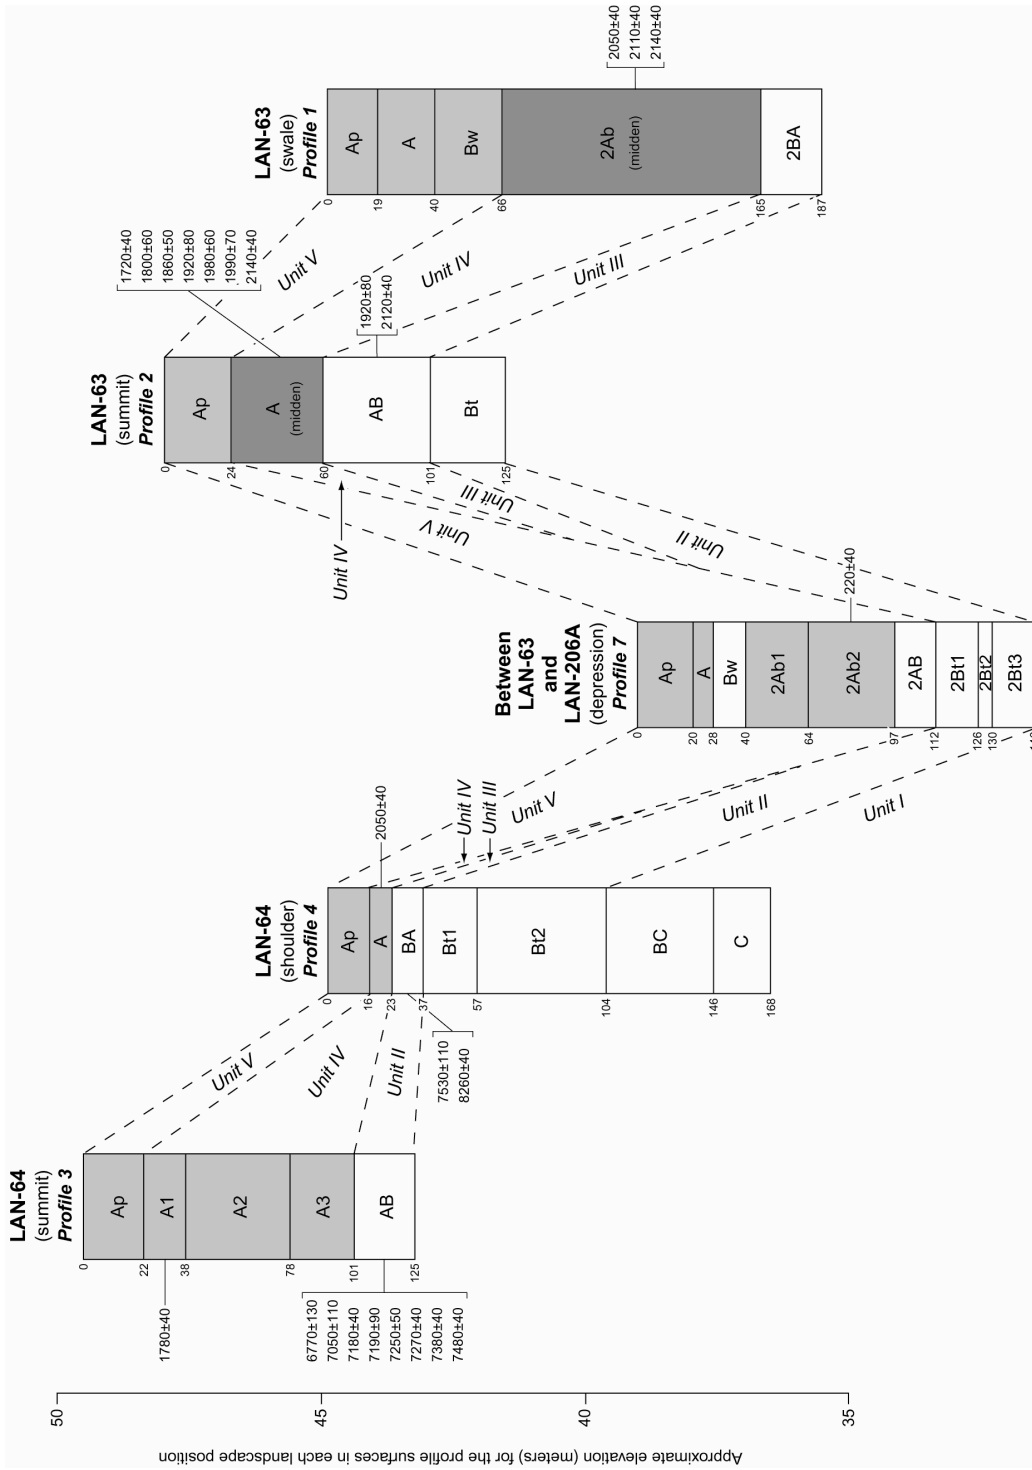 LAN-64
(summit)
Profile 3
0
Ap
22
A1
38
A2
78
A3
101
AB
125
1780±40
6770±130
7050±110
7180±40
7190±90
7250±50
7270±40
7380±40
7480±40
Unit V
Unit IV
Unit II
LAN-64
(shoulder)
Profile 4
0
Ap
16
A
23
BA
37
Bt1
57
Bt2
104
BC
146
C
168
2050±40
7530±110
8260±40
Unit V
Unit IV
Unit III
Unit II
Unit I
Between
LAN-63
and
LAN-206A
(depression)
Profile 7
0
Ap
20
A
28
Bw
40
2Ab1
64
2Ab2
97
2AB
112
2Bt1
126
2Bt2
130
2Bt3
220±40
Unit IV
Unit V
Unit III
Unit II
LAN-63
(summit)
Profile 2
0
Ap
24
A
(midden)
60
AB
101
Bt
125
1720±40
1800±60
1860±50
1920±80
1980±60
1990±70
2140±40
1920±80
2120±40
Unit V
Unit IV
Unit III
LAN-63
(swale)
Profile 1
0
Ap
19
A
40
Bw
66
2Ab
(midden)
165
2BA
187
2050±40
2110±40
2140±40
50
45
40
35
Approximate elevation (meters) for the profile surfaces in each landscape position